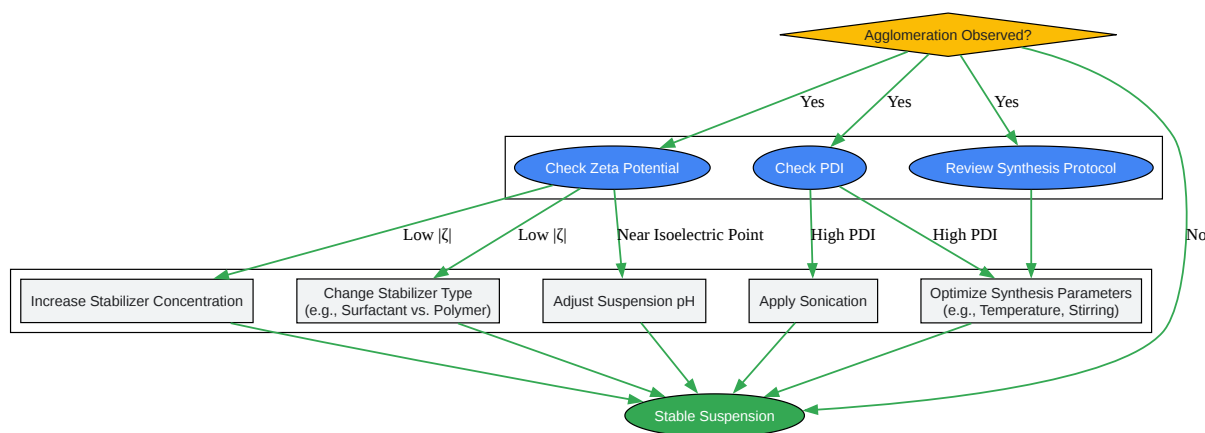 Agglomeration Observed?
Yes
Yes
Yes
Check Zeta Potential
Check PDI
Review Synthesis Protocol
Low |ζ|
Low |ζ|
Near Isoelectric Point
High PDI
High PDI
No
Increase Stabilizer Concentration
Change Stabilizer Type
(e.g., Surfactant vs. Polymer)
Adjust Suspension pH
Apply Sonication
Optimize Synthesis Parameters
(e.g., Temperature, Stirring)
Stable Suspension